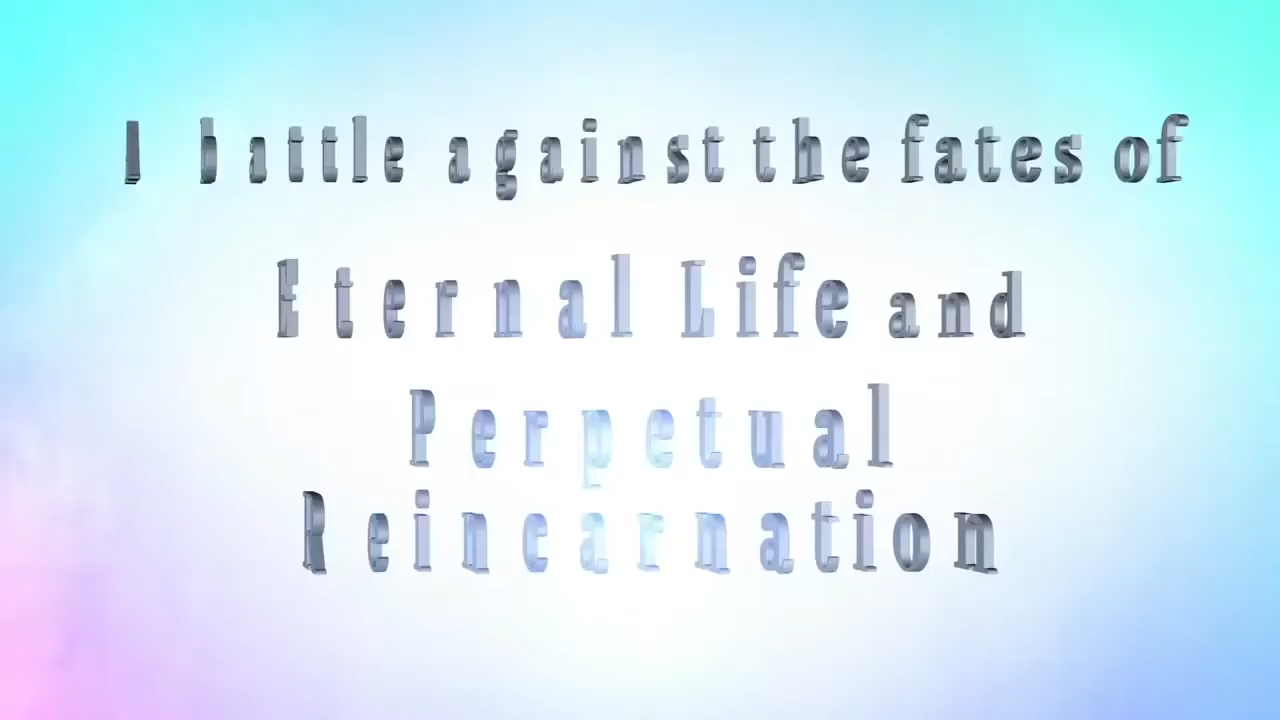 I battle against the fates of
Eternal Life and
Perpetual
Reincarnation